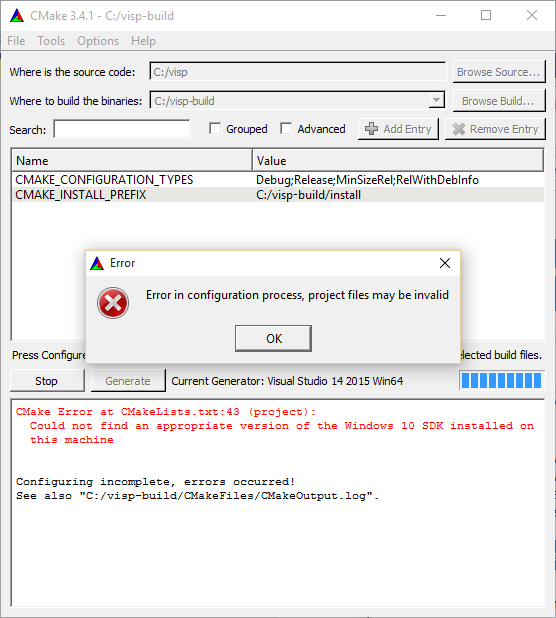 CMake 3.4.1 - C:/visp-build
File Tools Options Help
Where is the source code: C:/visp Browse Source...
Where to build the binaries: C:/visp-build Browse Build...
Search: Grouped Advanced Add Entry Remove Entry
Name Value
CMAKE_CONFIGURATION_TYPES Debug;Release;MinSizeRel;RelWithDebInfo
CMAKE_INSTALL_PREFIX C:/visp-build/install
Error
Error in configuration process, project files may be invalid
OK
Press Configure elected build files.
Stop Generate Current Generator: Visual Studio 14 2015 Win64
CMake Error at CMakeLists.txt:43 (project):
Could not find an appropriate version of the Windows 10 SDK installed on
this machine
Configuring incomplete, errors occurred!
See also "C:/visp-build/CMakeFiles/CMakeOutput.log".